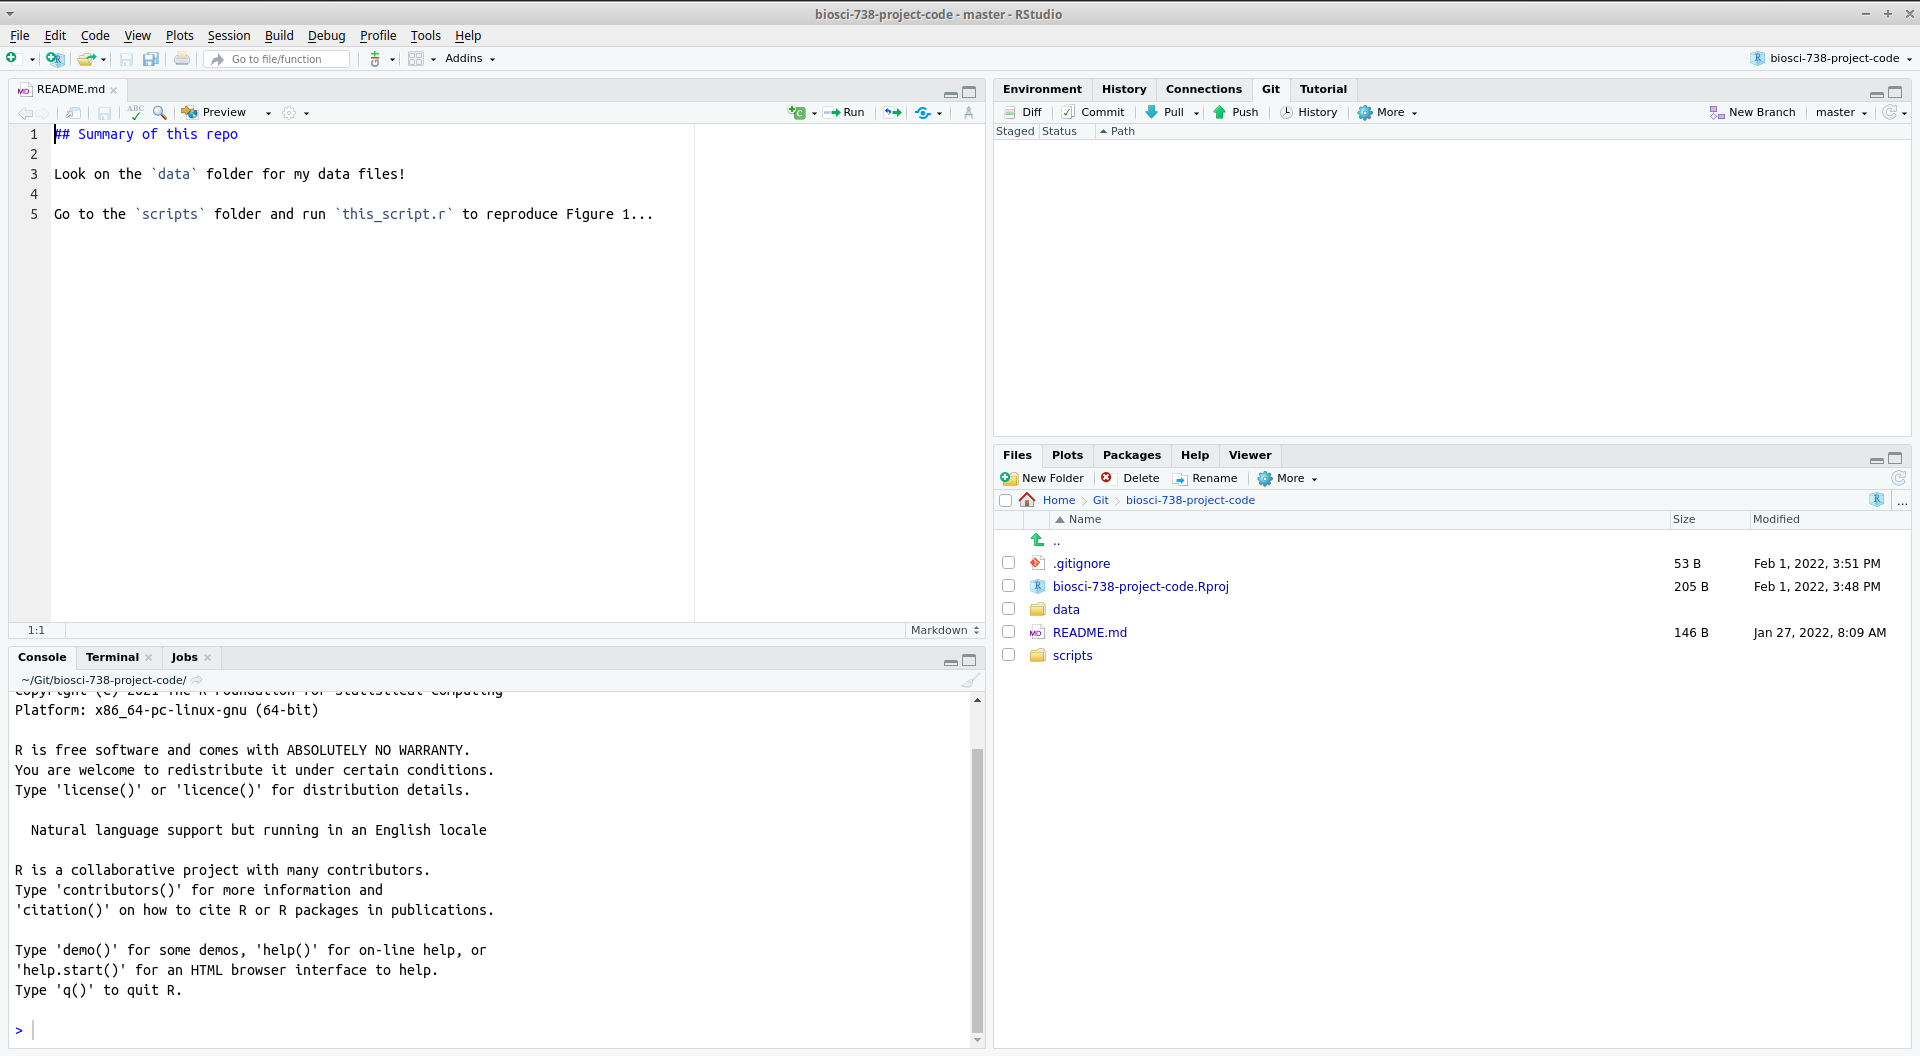 biosci-738-project-code - master - RStudio
File Edit Code View Plots Session Build Debug Profile Tools Help
Go to file/function Addins biosci-738-project-code
README.md
ABC Preview Run
1 ## Summary of this repo
2
3 Look on the `data` folder for my data files!
4
5 Go to the `scripts` folder and run `this_script.r` to reproduce Figure 1...
1:1 Markdown
Console Terminal Jobs
~/Git/biosci-738-project-code/
Copyright (C) 2021 The R Foundation for Statistical Computing
Platform: x86_64-pc-linux-gnu (64-bit)
R is free software and comes with ABSOLUTELY NO WARRANTY.
You are welcome to redistribute it under certain conditions.
Type 'license()' or 'licence()' for distribution details.
Natural language support but running in an English locale
R is a collaborative project with many contributors.
Type 'contributors()' for more information and
'citation()' on how to cite R or R packages in publications.
Type 'demo()' for some demos, 'help()' for on-line help, or
'help.start()' for an HTML browser interface to help.
Type 'q()' to quit R.
>
Environment History Connections Git Tutorial
Diff Commit Pull Push History More New Branch master
Staged Status Path
Files Plots Packages Help Viewer
New Folder Delete Rename More
Home Git biosci-738-project-code ...
Name Size Modified
..
.gitignore 53 B Feb 1, 2022, 3:51 PM
biosci-738-project-code.Rproj 205 B Feb 1, 2022, 3:48 PM
data
README.md 146 B Jan 27, 2022, 8:09 AM
scripts